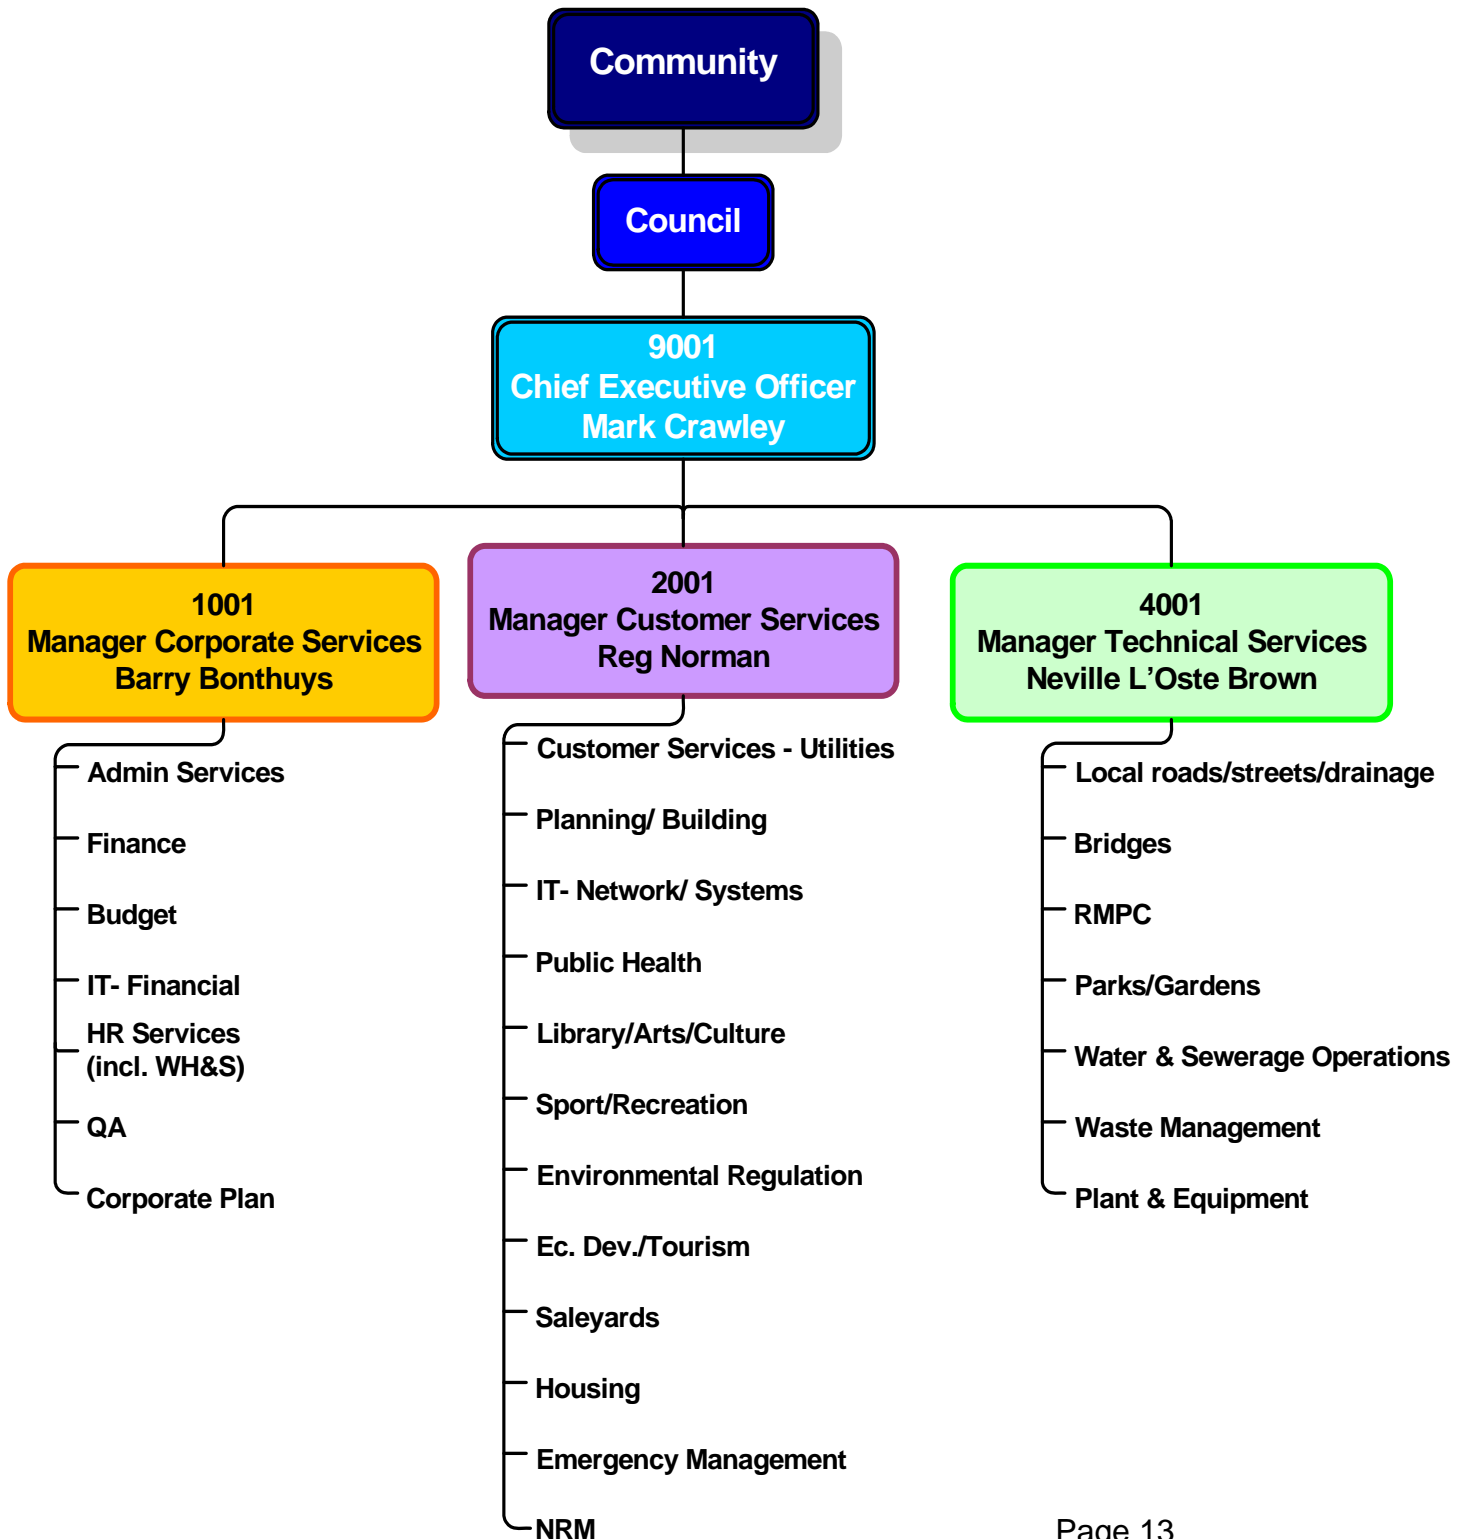 Community
Council
9001
Chief Executive Officer
Mark Crawley
1001
Manager Corporate Services
Barry Bonthuys
Admin Services
Finance
Budget
IT- Financial
HR Services
(incl. WH&S)
QA
Corporate Plan
2001
Manager Customer Services
Reg Norman
Customer Services - Utilities
Planning/ Building
IT- Network/ Systems
Public Health
Library/Arts/Culture
Sport/Recreation
Environmental Regulation
Ec. Dev./Tourism
Saleyards
Housing
Emergency Management
NRM
4001
Manager Technical Services
Neville L’Oste Brown
Local roads/streets/drainage
Bridges
RMPC
Parks/Gardens
Water & Sewerage Operations
Waste Management
Plant & Equipment
Page 13